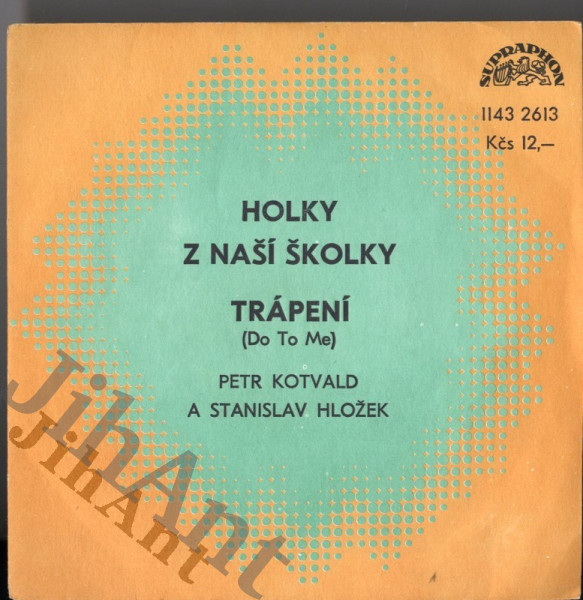 SUPRAPHON
1143 2613
Kčs 12,—
HOLKY
Z NAŠÍ ŠKOLKY
TRÁPENÍ
(Do To Me)
PETR KOTVALD
A STANISLAV HLOŽEK
JihAnt
JihAnt